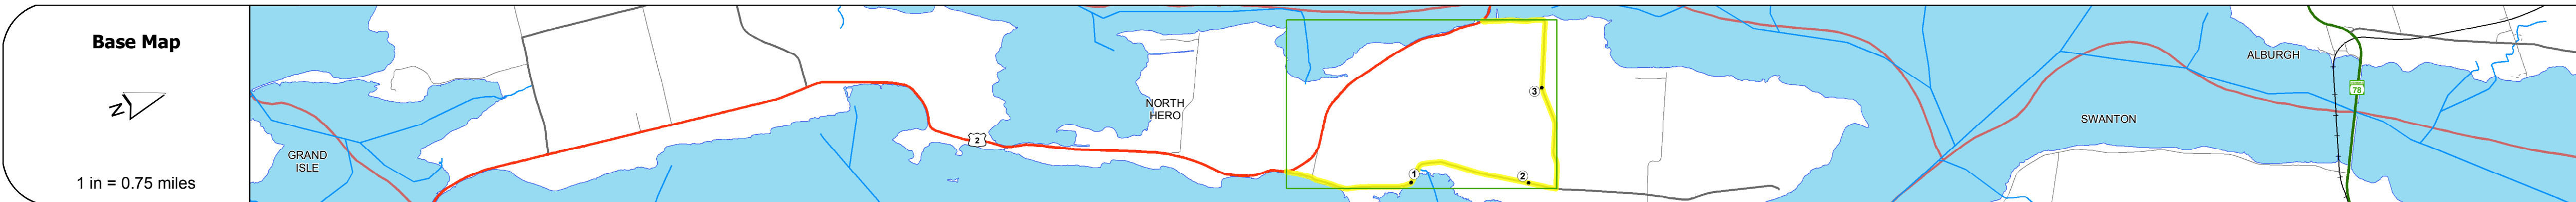 Base Map
N
1 in = 0.75 miles
GRAND
ISLE
2
NORTH
HERO
1
2
3
SWANTON
ALBURGH
78